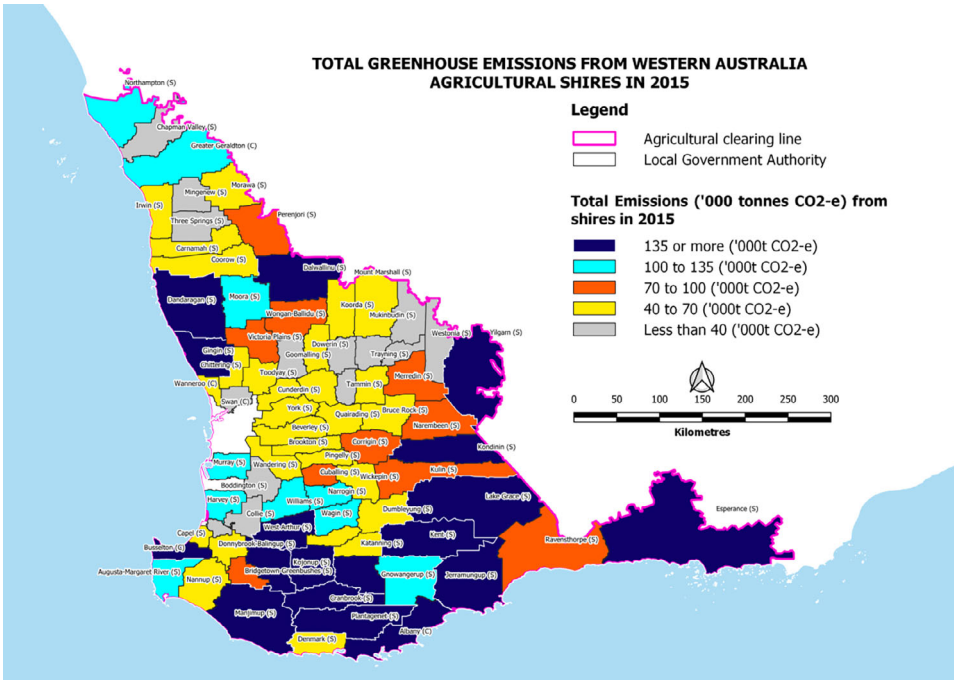 TOTAL GREENHOUSE EMISSIONS FROM WESTERN AUSTRALIA
AGRICULTURAL SHIRES IN 2015
Legend
Agricultural clearing line
Local Government Authority
Total Emissions ('000 tonnes CO2-e) from
shires in 2015
135 or more ('000t CO2-e)
100 to 135 ('000t CO2-e)
70 to 100 ('000t CO2-e)
40 to 70 ('000t CO2-e)
Less than 40 ('000t CO2-e)
0 50 100 150 200 250 300
Kilometres
Northampton (S)
Chapman Valley (S)
Greater Geraldton (C)
Morawa (S)
Mingenew (S)
Irwin (S)
Perenjori (S)
Three Springs (S)
Carnamah (S)
Coorow (S)
Dalwallinu (S)
Mount Marshall (S)
Dandaragan (S)
Moora (S)
Koorda (S)
Wongan-Ballidu (S)
Mukinbudin (S)
Westonia (S)
Yilgarn (S)
Victoria Plains (S)
Dowerin (S)
Gingin (S)
Goomalling (S)
Trayning (S)
Chittering (S)
Toodyay (S)
Merredin (S)
Wanneroo (C)
Cunderdin (S)
Tammin (S)
Swan (C)
York (S)
Quairading (S)
Bruce Rock (S)
Beverley (S)
Narembeen (S)
Brookton (S)
Corrigin (S)
Kondinin (S)
Pingelly (S)
Murray (S)
Wandering (S)
Cuballing (S)
Wickepin (S)
Kulin (S)
Boddington (S)
Narrogin (S)
Lake Grace (S)
Harvey (S)
Williams (S)
Wagin (S)
Dumbleyung (S)
Esperance (S)
Collie (S)
West Arthur (S)
Capel (S)
Kent (S)
Ravensthorpe (S)
Busselton (C)
Donnybrook-Balingup (S)
Katanning (S)
Kojonup (S)
Augusta-Margaret River (S)
Nannup (S)
Bridgetown Greenbushes (S)
Gnowangerup (S)
Jerramungup (S)
Cranbrook (S)
Manjimup (S)
Plantagenet (S)
Albany (C)
Denmark (S)